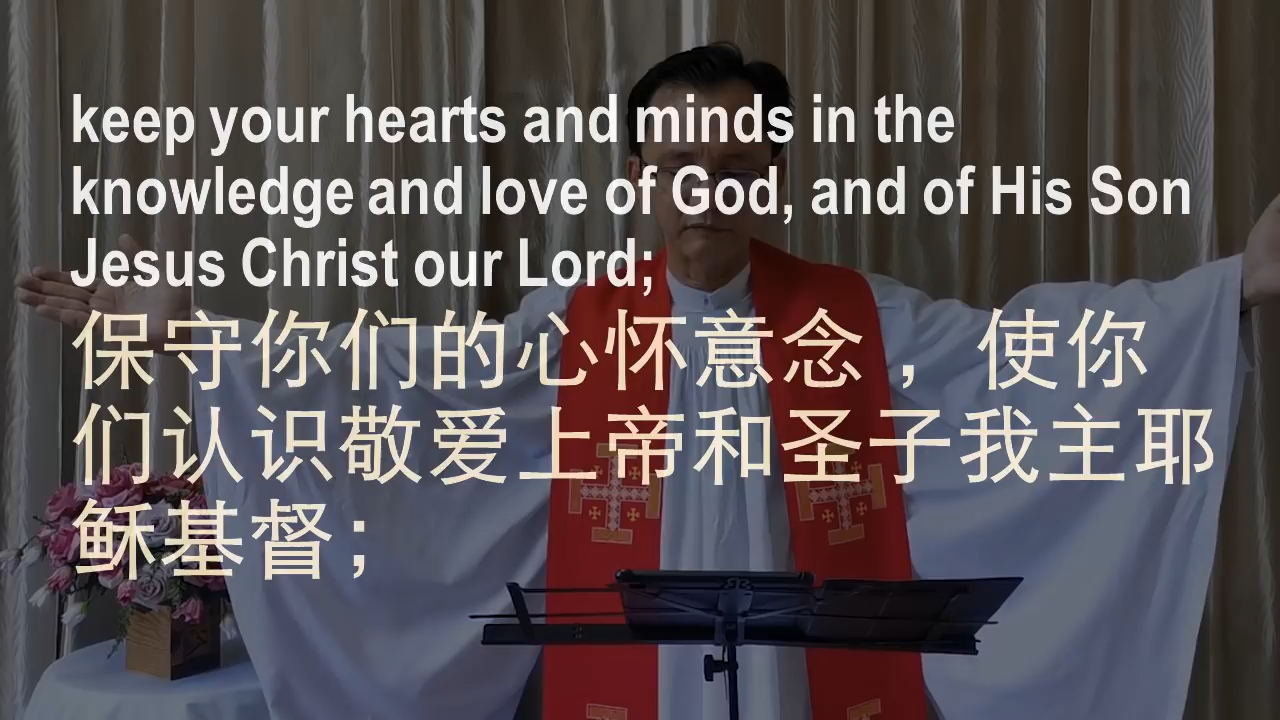 keep your hearts and minds in the
knowledge and love of God, and of His Son
Jesus Christ our Lord;
保守你们的心怀意念，使你
们认识敬爱上帝和圣子我主耶
稣基督；